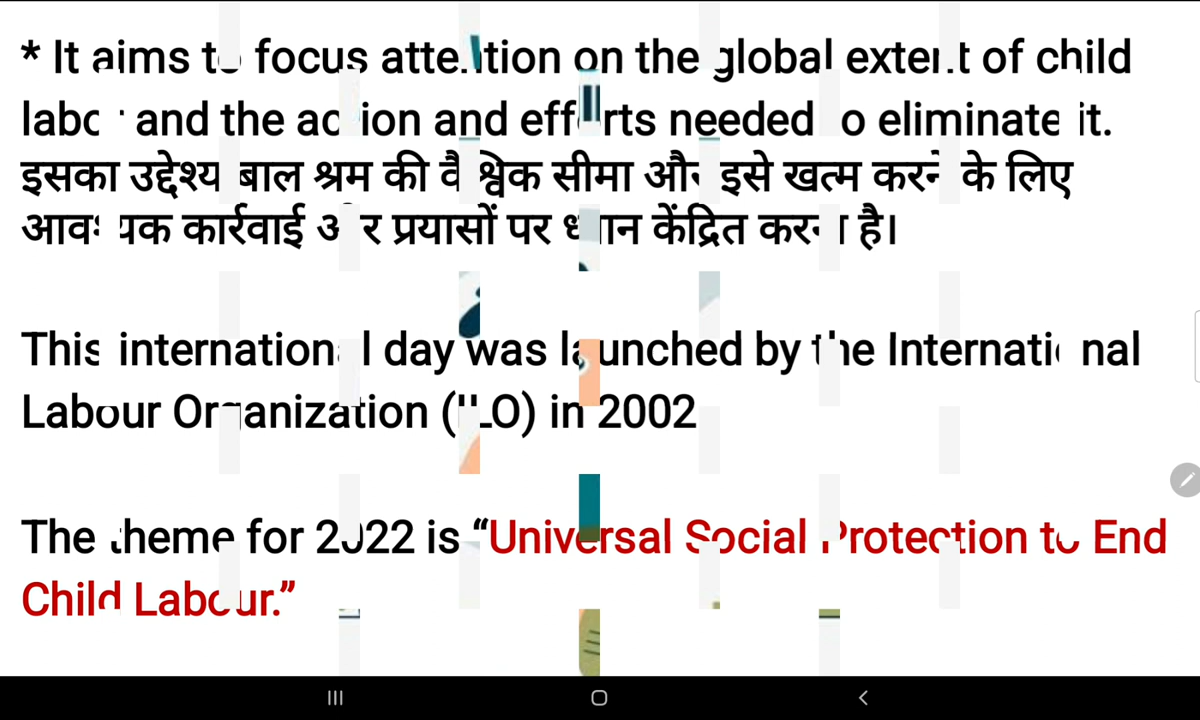 * It aims to focus attention on the global extent of child
labour and the action and efforts needed to eliminate it.
इसका उद्देश्य बाल श्रम की वैश्विक सीमा और इसे खत्म करने के लिए
आवश्यक कार्रवाई और प्रयासों पर ध्यान केंद्रित करना है।
This international day was launched by the International
Labour Organization (ILO) in 2002
The theme for 2022 is “Universal Social Protection to End
Child Labour.”